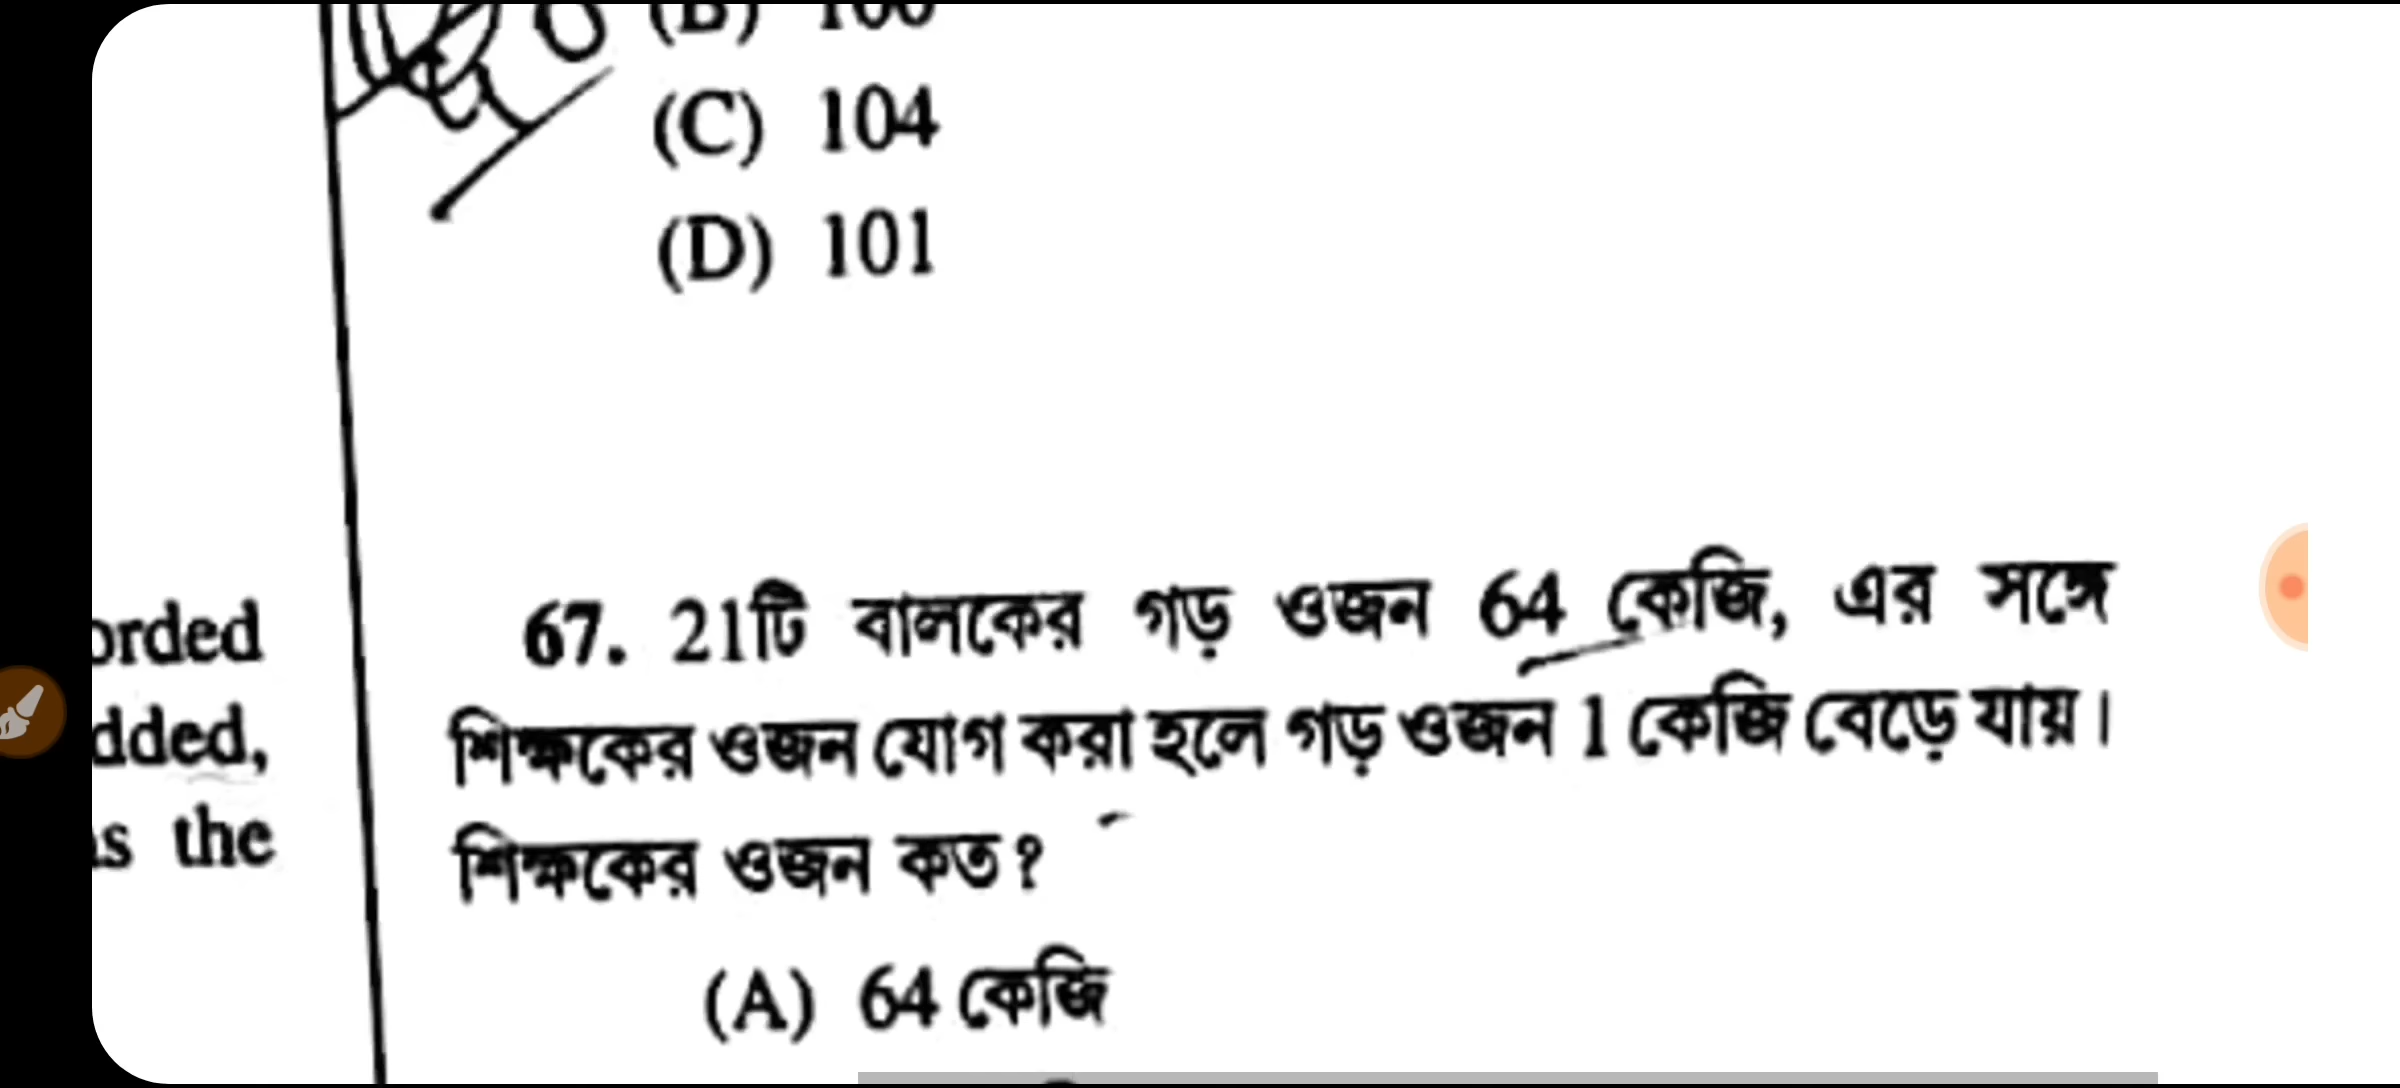 (C) 104
(D) 101
67. 21টি বালকের গড় ওজন 64 কেজি, এর সঙ্গে
শিক্ষকের ওজন যোগ করা হলে গড় ওজন 1 কেজি বেড়ে যায়।
শিক্ষকের ওজন কত?
(A) 64 কেজি
orded
dded,
s the